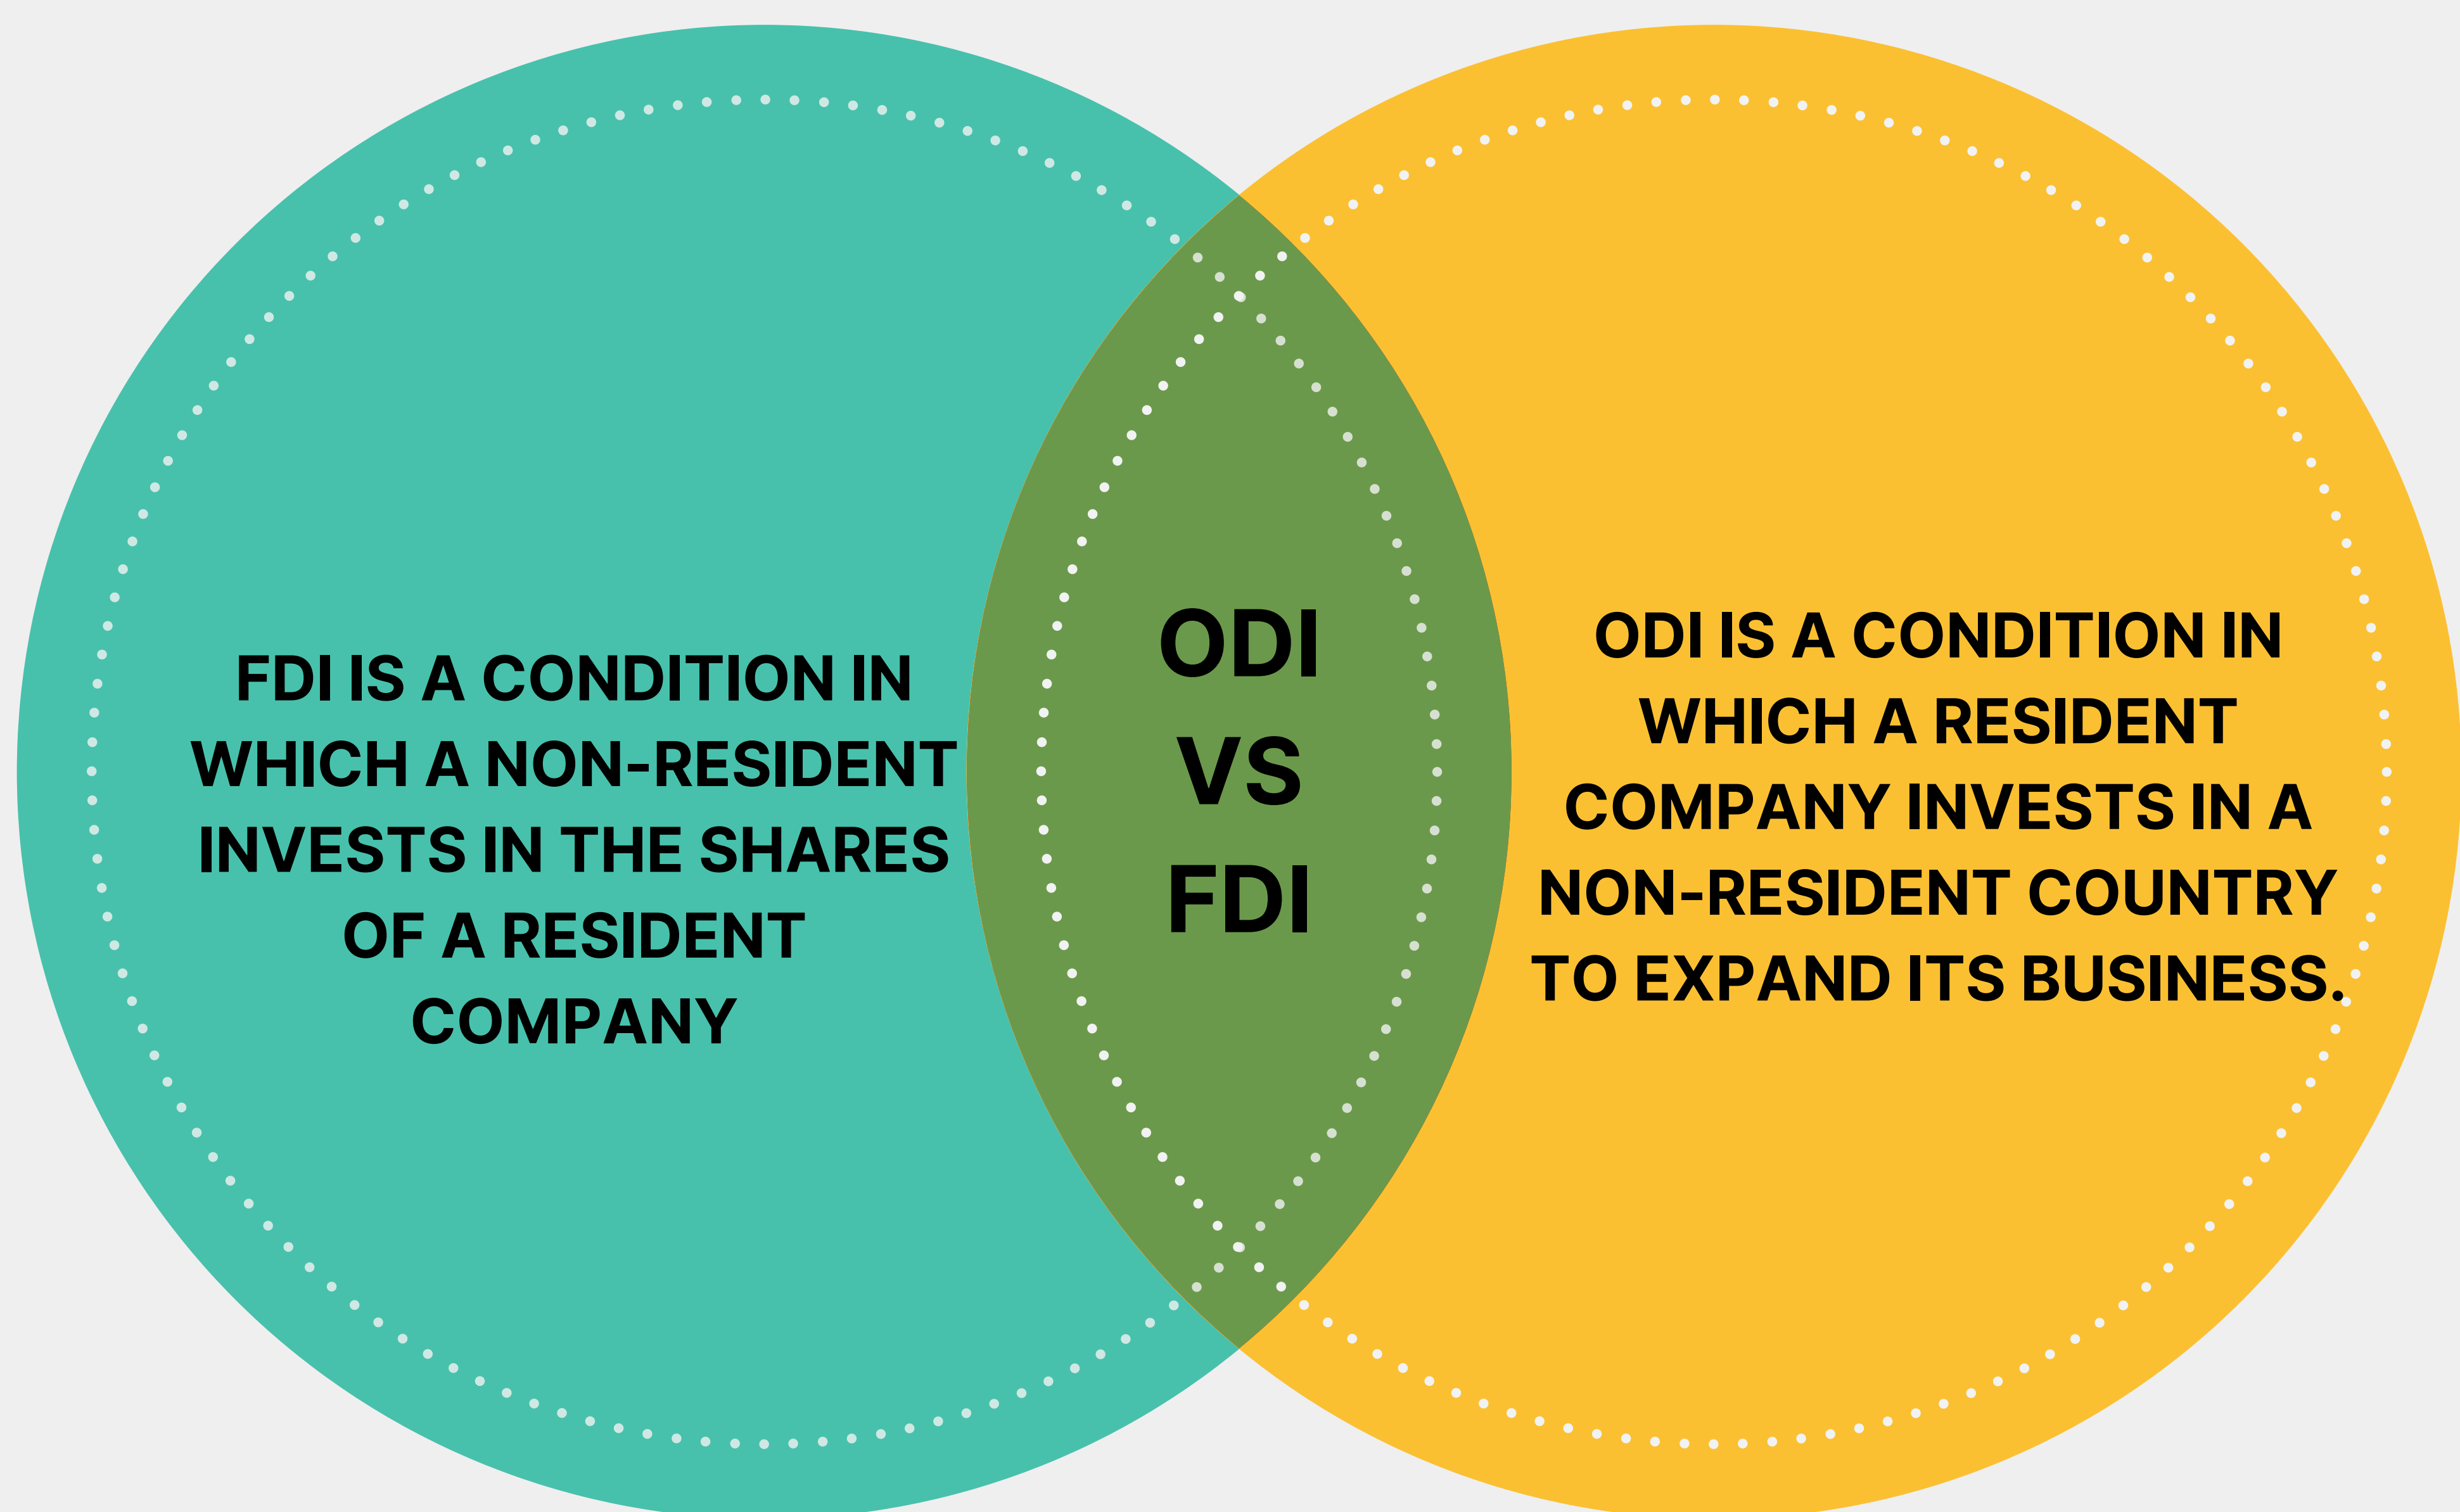 FDI IS A CONDITION IN
WHICH A NON-RESIDENT
INVESTS IN THE SHARES
OF A RESIDENT
COMPANY
ODI
VS
FDI
ODI IS A CONDITION IN
WHICH A RESIDENT
COMPANY INVESTS IN A
NON-RESIDENT COUNTRY
TO EXPAND ITS BUSINESS.